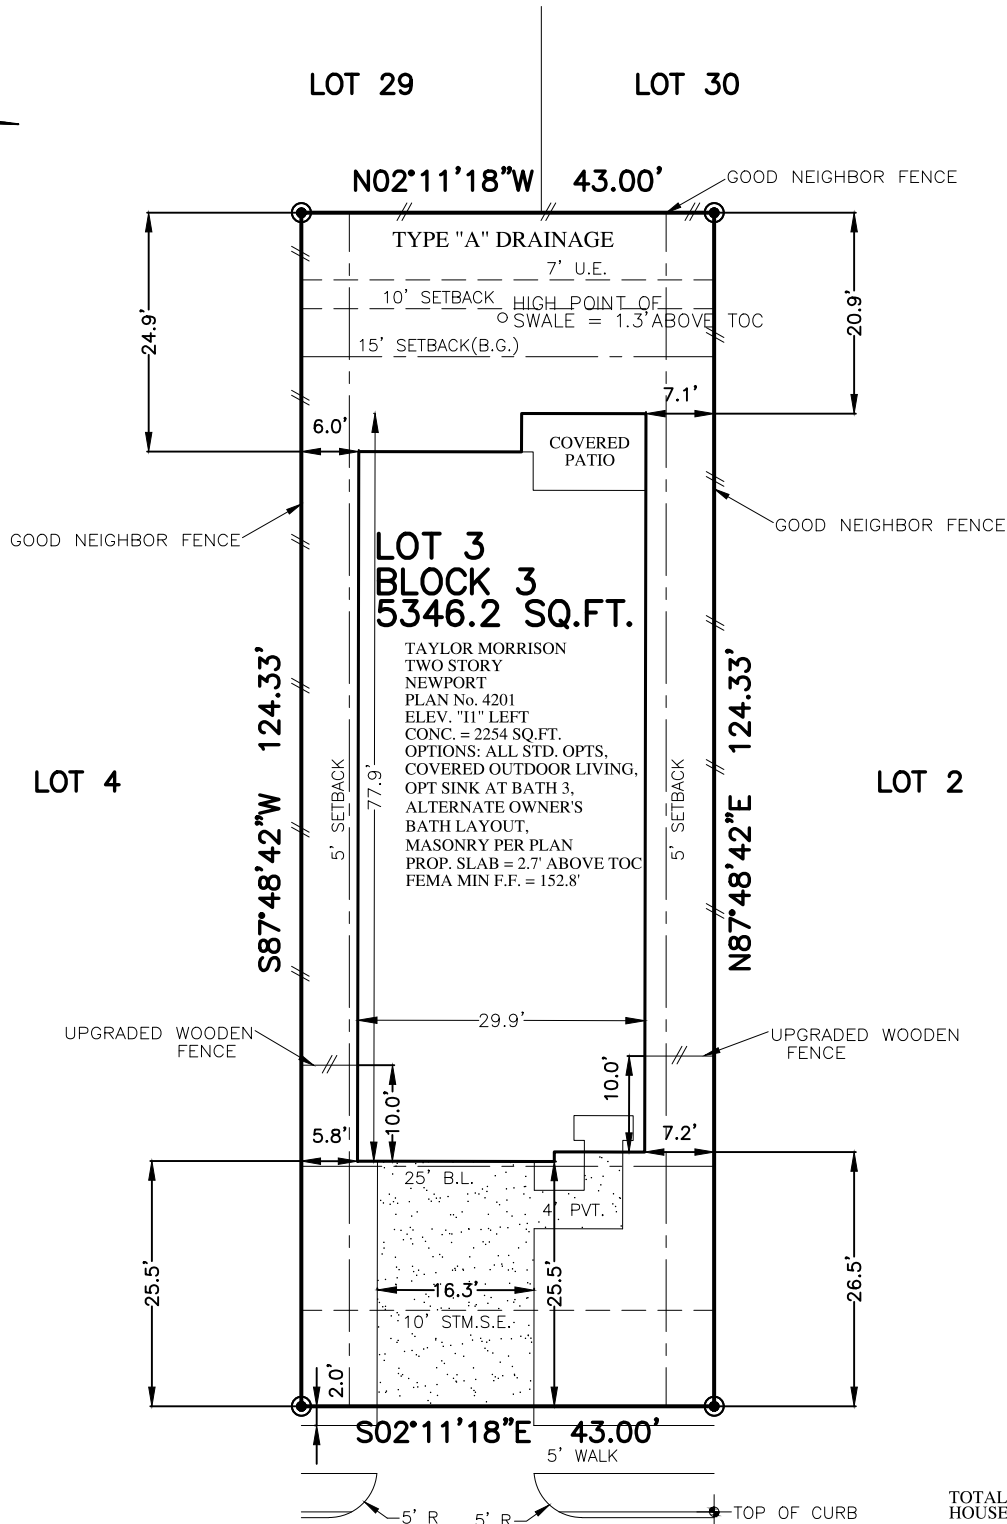 LOT 29
LOT 30
N02°11'18"W 43.00'
GOOD NEIGHBOR FENCE
TYPE "A" DRAINAGE
7' U.E.
10' SETBACK
HIGH POINT OF
SWALE = 1.3'ABOVE TOC
15' SETBACK(B.G.)
24.9'
20.9'
7.1'
6.0'
COVERED
PATIO
GOOD NEIGHBOR FENCE
GOOD NEIGHBOR FENCE
LOT 3
BLOCK 3
5346.2 SQ.FT.
TAYLOR MORRISON
TWO STORY
NEWPORT
PLAN No. 4201
ELEV. "I1" LEFT
CONC. = 2254 SQ.FT.
OPTIONS: ALL STD. OPTS,
COVERED OUTDOOR LIVING,
OPT SINK AT BATH 3,
ALTERNATE OWNER'S
BATH LAYOUT,
MASONRY PER PLAN
PROP. SLAB = 2.7' ABOVE TOC
FEMA MIN F.F. = 152.8'
S87°48'42"W 124.33'
N87°48'42"E 124.33'
LOT 4
LOT 2
5' SETBACK
77.9'
5' SETBACK
29.9'
UPGRADED WOODEN
FENCE
UPGRADED WOODEN
FENCE
10.0'
10.0'
5.8'
7.2'
25' B.L.
4' PVT.
25.5'
16.3'
25.5'
26.5'
10' STM.S.E.
2.0'
S02°11'18"E 43.00'
5' WALK
5' R
5' R
TOP OF CURB
TOTAL
HOUSE